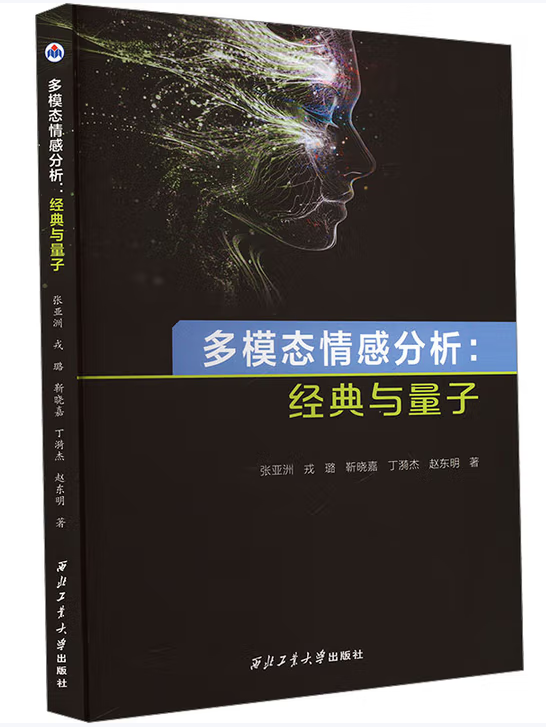 多模态情感分析：
经典与量子
张亚洲 戎 璐 靳晓嘉 丁漪杰 赵东明 著
西北工业大学出版社
多模态情感分析：经典与量子
张亚洲 戎 璐 靳晓嘉 丁漪杰 赵东明 著
西北工业大学出版社